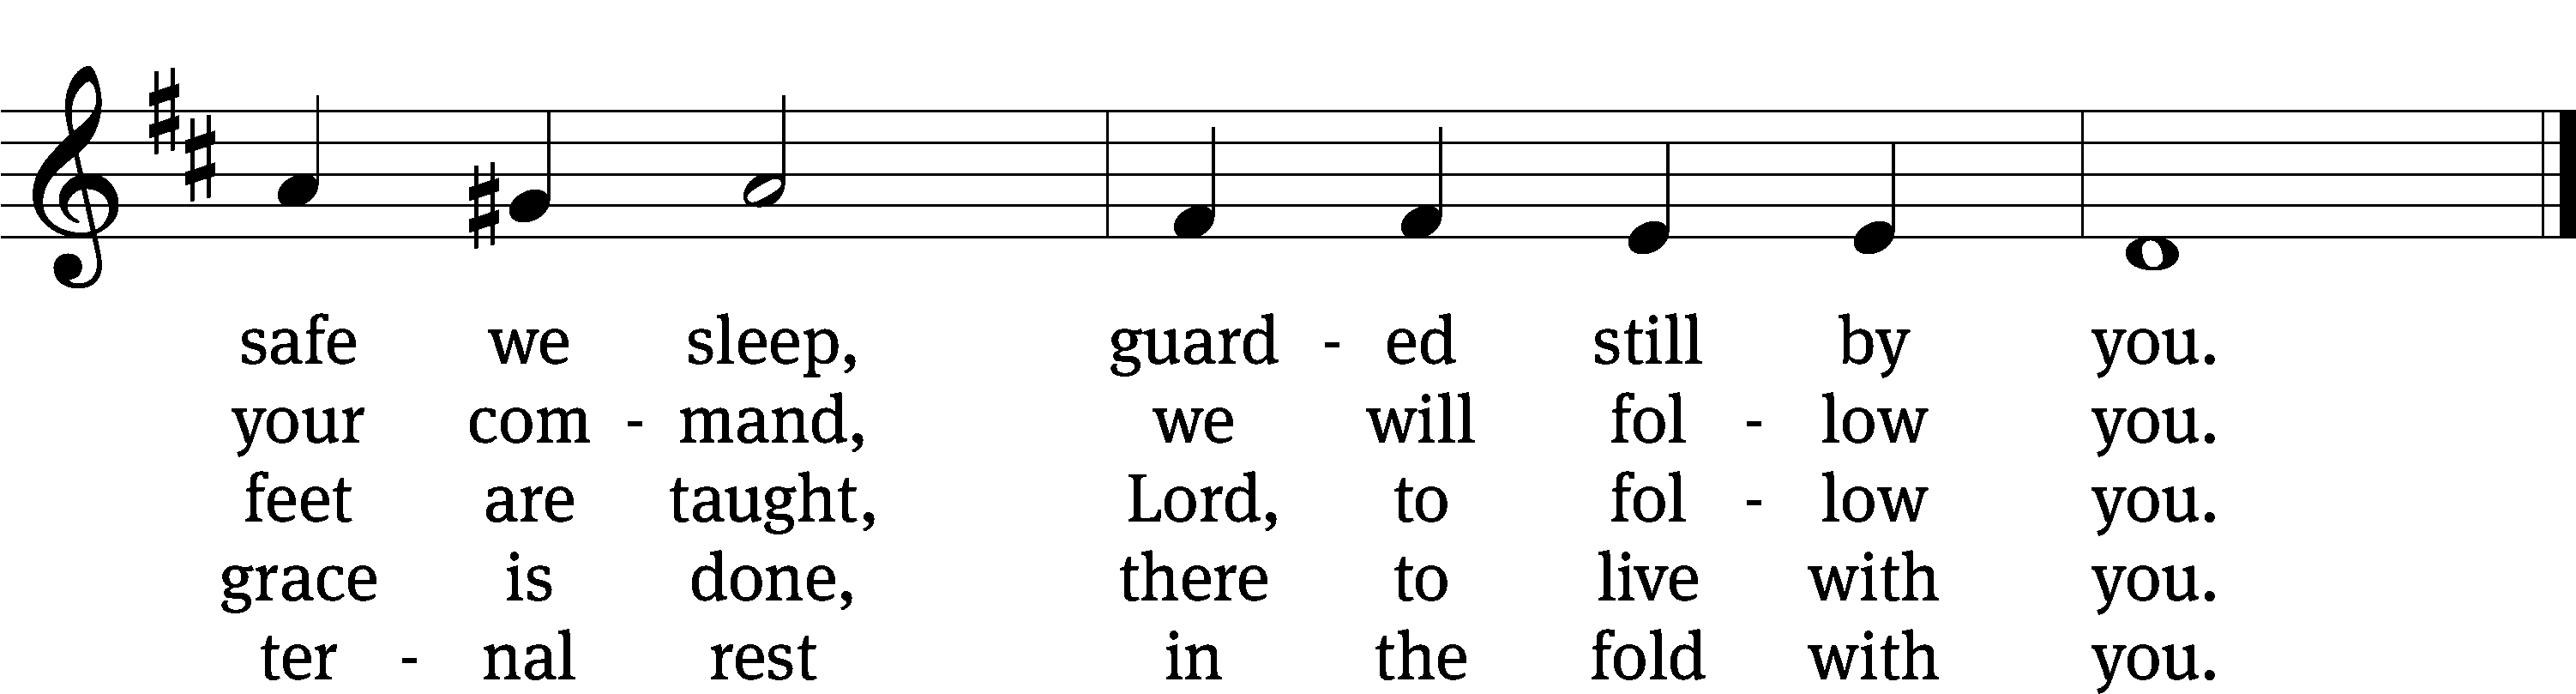 safe we sleep, guard - ed still by you.
your com - mand, we will fol - low you.
feet are taught, Lord, to fol - low you.
grace is done, there to live with you.
ter - nal rest in the fold with you.